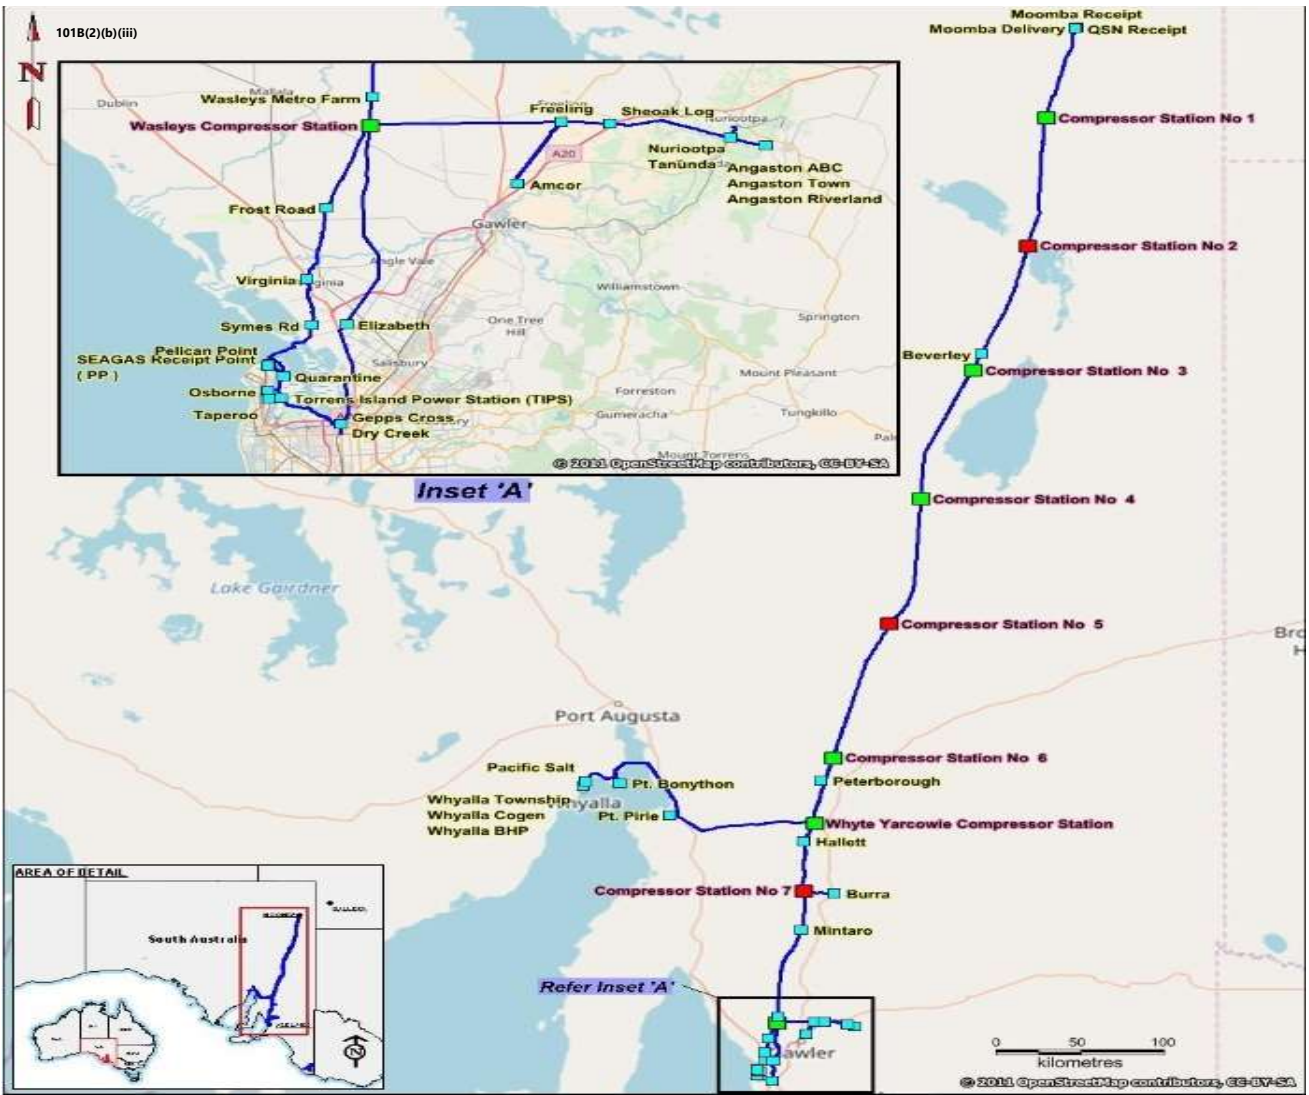 101B(2)(b)(iii)
N
Moomba Receipt
Moomba Delivery
QSN Receipt
Compressor Station No 1
Compressor Station No 2
Beverley
Compressor Station No  3
Compressor Station No  4
Compressor Station No  5
Compressor Station No  6
Peterborough
Whyte Yarcowie Compressor Station
Hallett
Compressor Station No 7
Burra
Mintaro
Refer Inset 'A'
Gawler
Dublin
Mallala
Wasleys Metro Farm
Wasleys Compressor Station
Freeling
Freeling
Sheoak Log
Nuriootpa
Nuriootpa
Tanunda
Angaston ABC
Angaston Town
Angaston Riverland
A20
Amcor
Frost Road
Gawler
Angle Vale
Virginia
Virginia
Williamstown
Symes Rd
Elizabeth
One Tree
Hill
Springton
Pelican Point
SEAGAS Receipt Point
( PP )
Salisbury
Quarantine
Mount Pleasant
Osborne
Torrens Island Power Station (TIPS)
Forreston
Taperoo
Gepps Cross
Dry Creek
Gumeracha
Tungkillo
Mount Torrens
© 2011 OpenStreetMap contributors, CC-BY-SA
Inset 'A'
Lake Gairdner
Port Augusta
Pacific Salt
Pt. Bonython
Whyalla Township
Whyalla
Whyalla Cogen
Whyalla BHP
Pt. Pirie
AREA OF DETAIL
South Australia
N
0
50
100
kilometres
© 2011 OpenStreetMap contributors, CC-BY-SA